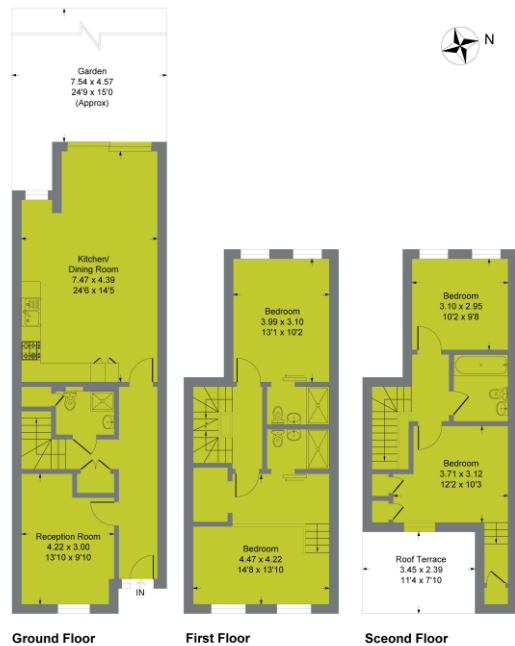 N
Garden
7.54 x 4.57
24'9 x 15'0
(Approx)
Kitchen/
Dining Room
7.47 x 4.39
24'6 x 14'5
Reception Room
4.22 x 3.00
13'10 x 9'10
IN
Ground Floor
Bedroom
3.99 x 3.10
13'1 x 10'2
Bedroom
4.47 x 4.22
14'8 x 13'10
First Floor
Bedroom
3.10 x 2.95
10'2 x 9'8
Bedroom
3.71 x 3.12
12'2 x 10'3
Roof Terrace
3.45 x 2.39
11'4 x 7'10
Sceond Floor